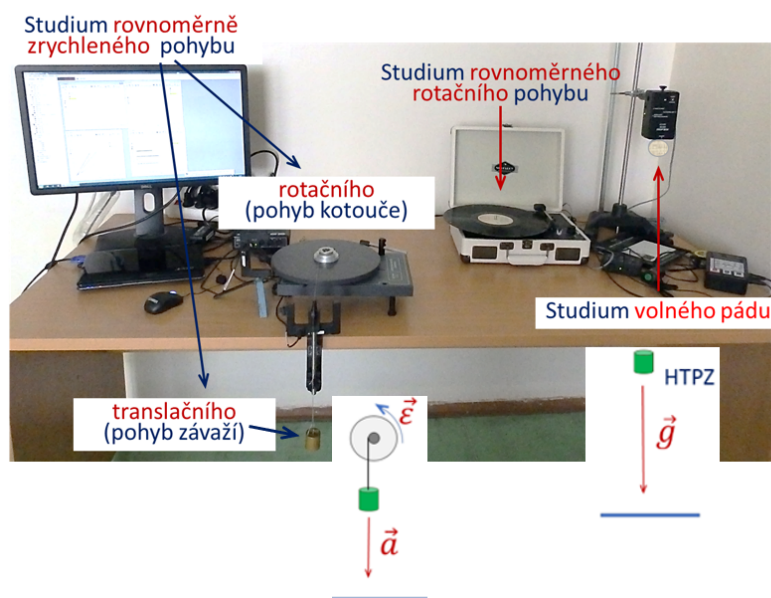 Studium rovnoměrně
zrychleného pohybu
Studium rovnoměrného
rotačního pohybu
rotačního
(pohyb kotouče)
Studium volného pádu
translačního
(pohyb závaží)
HTPZ
ε⃗
g⃗
a⃗